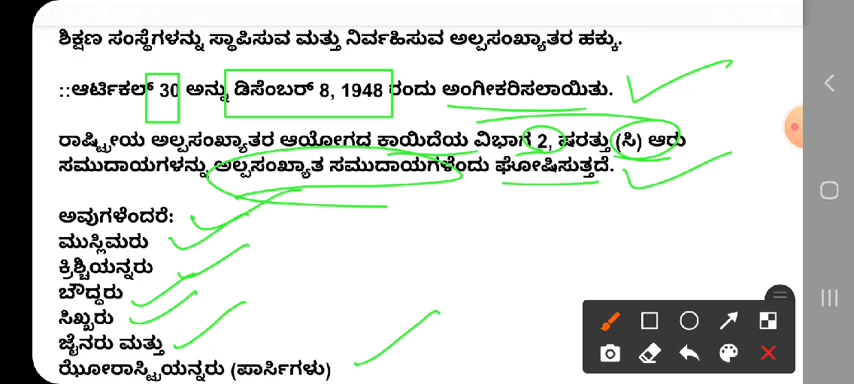 ಶಿಕ್ಷಣ ಸಂಸ್ಥೆಗಳನ್ನು ಸ್ಥಾಪಿಸುವ ಮತ್ತು ನಿರ್ವಹಿಸುವ ಅಲ್ಪಸಂಖ್ಯಾತರ ಹಕ್ಕು.
::ಆರ್ಟಿಕಲ್ 30 ಅನ್ನು ಡಿಸೆಂಬರ್ 8, 1948 ರಂದು ಅಂಗೀಕರಿಸಲಾಯಿತು.
ರಾಷ್ಟ್ರೀಯ ಅಲ್ಪಸಂಖ್ಯಾತರ ಆಯೋಗದ ಕಾಯಿದೆಯ ವಿಭಾಗ 2, ಷರತ್ತು (ಸಿ) ಆರು
ಸಮುದಾಯಗಳನ್ನು ಅಲ್ಪಸಂಖ್ಯಾತ ಸಮುದಾಯಗಳೆಂದು ಘೋಷಿಸುತ್ತದೆ.
ಅವುಗಳೆಂದರೆ:
ಮುಸ್ಲಿಮರು
ಕ್ರಿಶ್ಚಿಯನ್ನರು
ಬೌದ್ಧರು
ಸಿಖ್ಖರು
ಜೈನರು ಮತ್ತು
ಝೋರಾಸ್ಟ್ರಿಯನ್ನರು (ಪಾರ್ಸಿಗಳು)